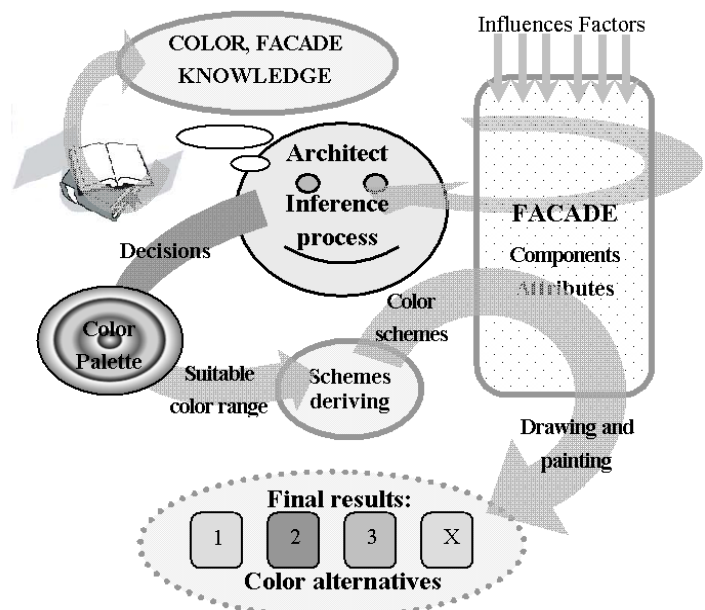 Influences Factors
COLOR, FACADE
KNOWLEDGE
Architect
Inference
process
FACADE
Components
Attributes
Decisions
Color
Palette
Suitable
color range
Schemes
deriving
Color
schemes
Drawing and
painting
Final results:
1 2 3 X
Color alternatives